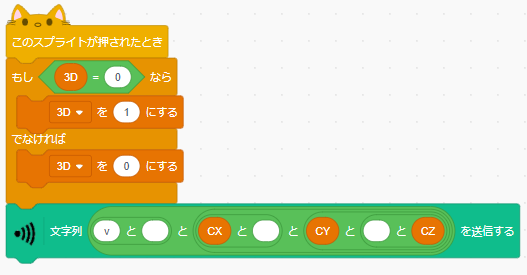 このスプライトが押されたとき
もし 3D = 0 なら
3D を 1 にする
でなければ
3D を 0 にする
文字列 v と と CX と と CY と と CZ を送信する